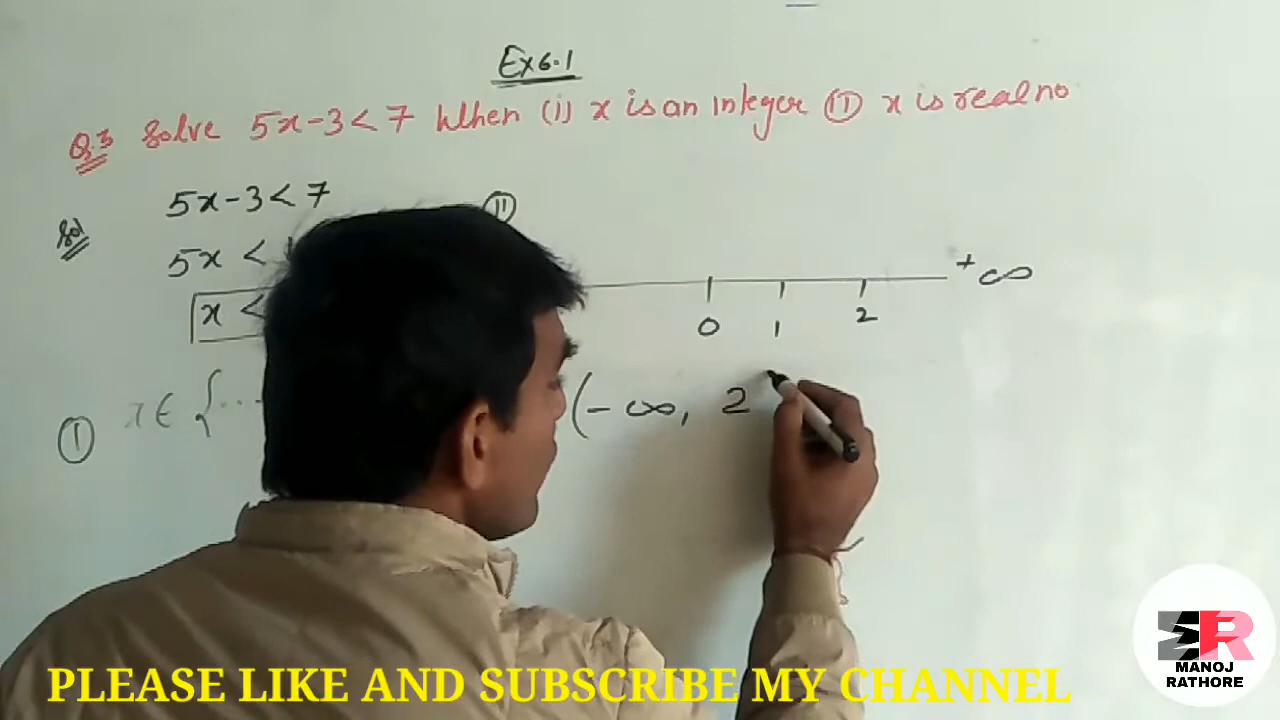 Ex 6.1
Q.3 Solve 5x-3<7 When (i) x is an integer (ii) x is real no
Sol 5x-3<7 (ii)
5x <
x <
+∞
0 1 2
(i) x ∈ {... (-∞, 2
3R
MANOJ
RATHORE
PLEASE LIKE AND SUBSCRIBE MY CHANNEL